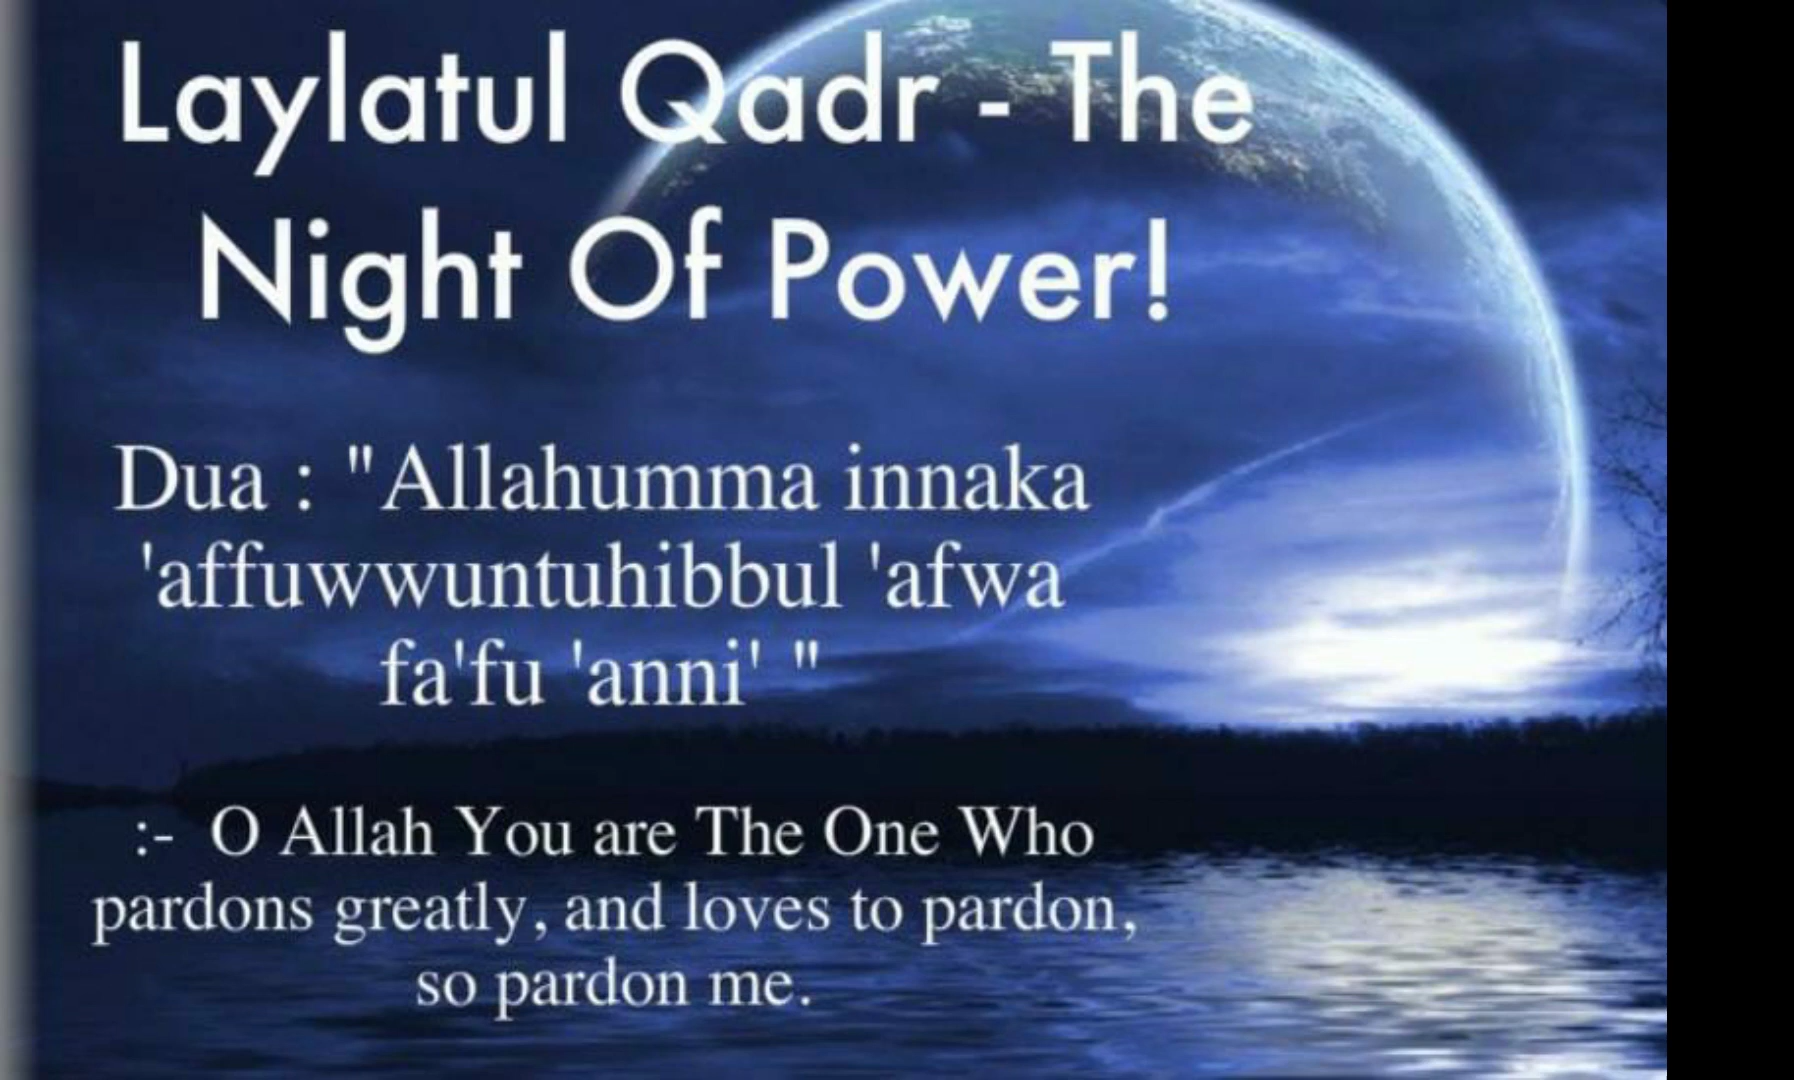 Laylatul Qadr - The
Night Of Power!
Dua : "Allahumma innaka
'affuwwuntuhibbul 'afwa
fa'fu 'anni' "
:- O Allah You are The One Who
pardons greatly, and loves to pardon,
so pardon me.